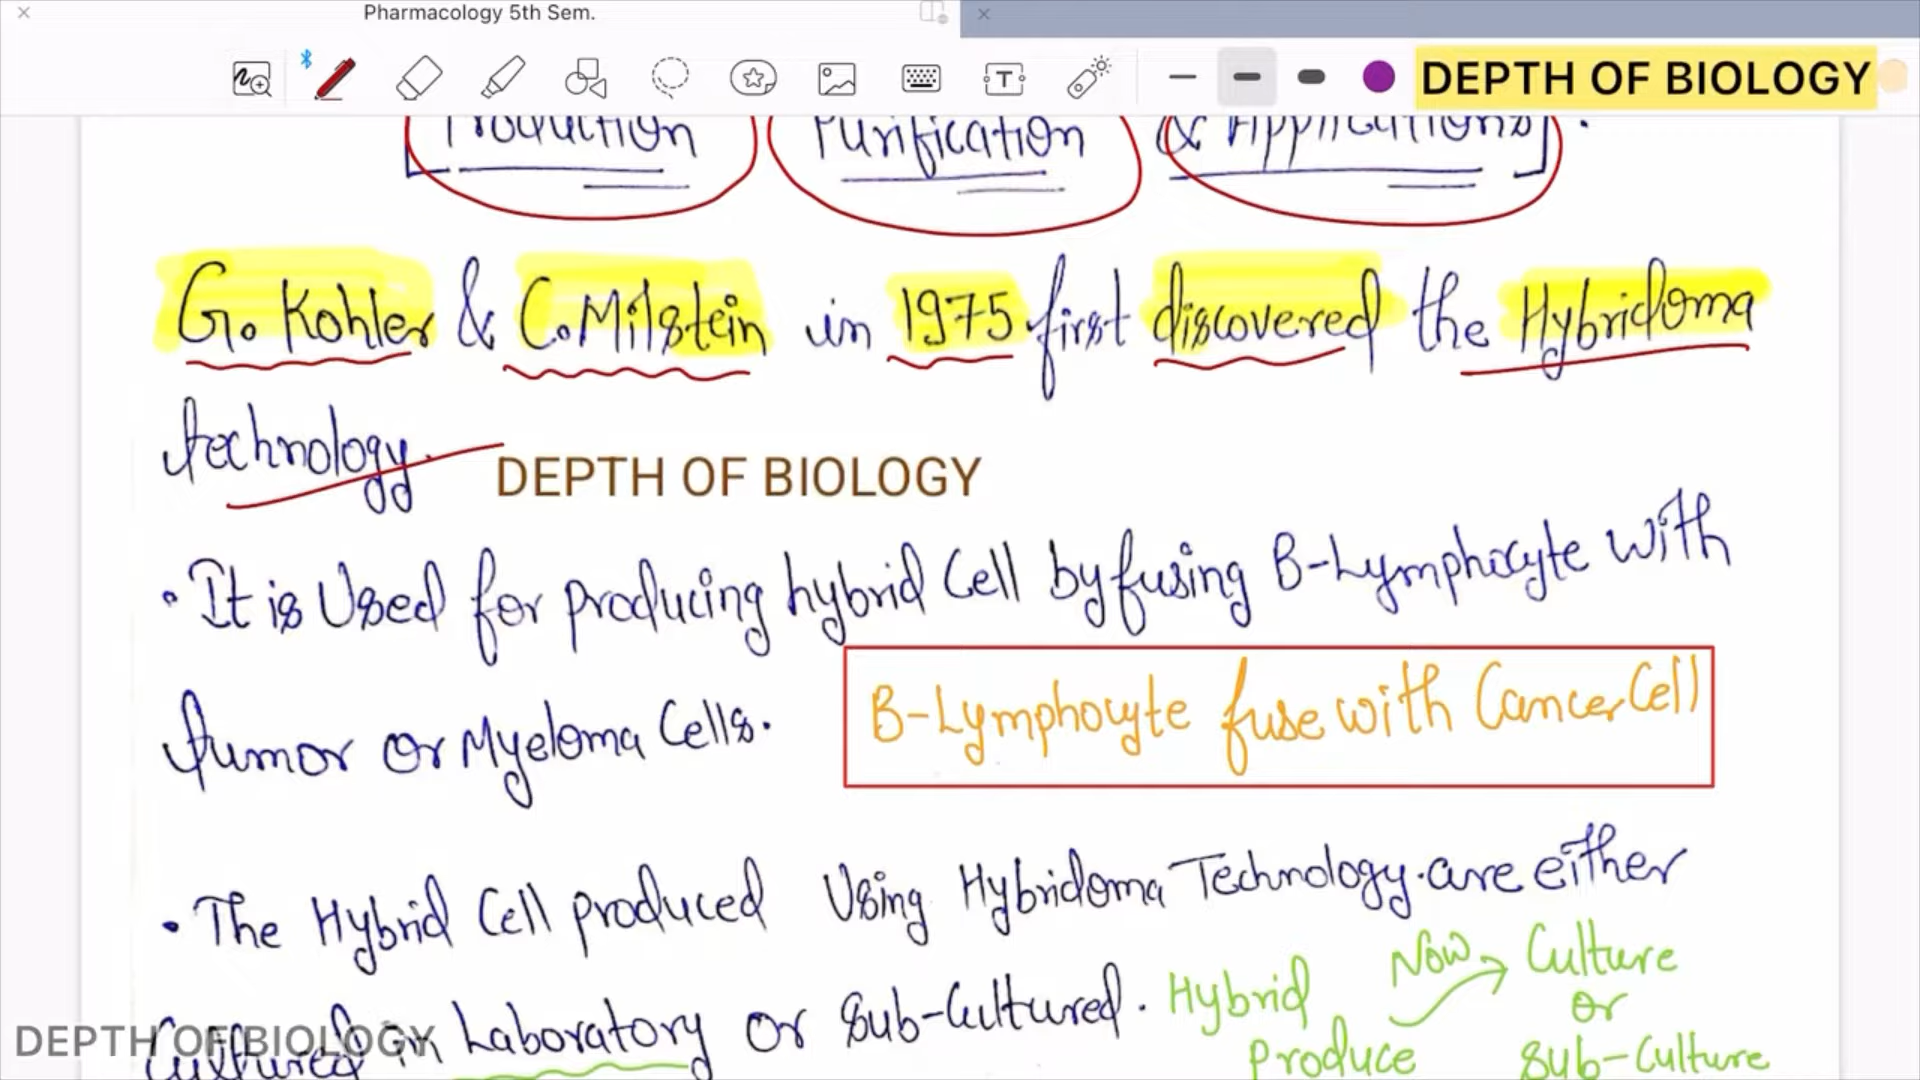 Pharmacology 5th Sem.
DEPTH OF BIOLOGY
[Production Purification & Applications].
G. Kohler & C. Milstein in 1975 first discovered the Hybridoma
technology.
DEPTH OF BIOLOGY
• It is Used for producing hybrid Cell by fusing B-Lymphocyte with
tumor or Myeloma Cells.
B-Lymphocyte fuse with Cancer Cell
• The Hybrid Cell produced Using Hybridoma Technology are either
Cultured in Laboratory or Sub-Cultured.
Hybrid Produce Now → Culture
or
Sub-Culture
DEPTH OF BIOLOGY